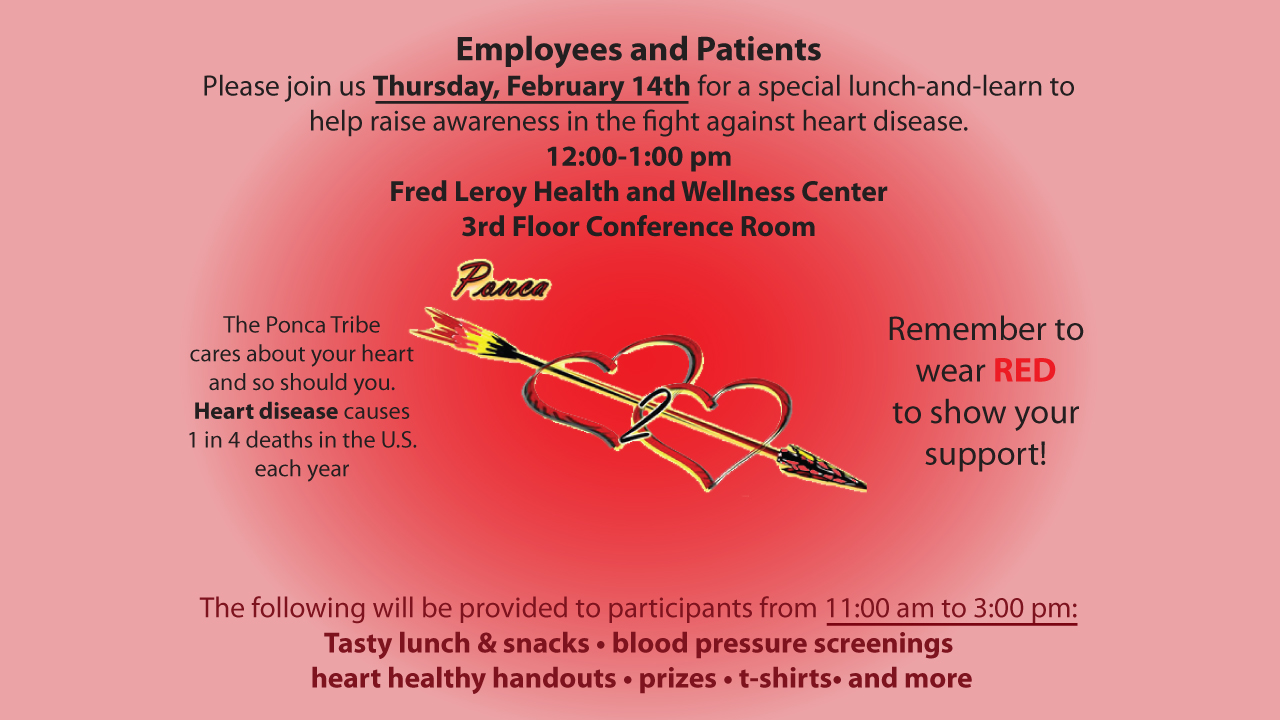 Employees and Patients
Please join us Thursday, February 14th for a special lunch-and-learn to
help raise awareness in the fight against heart disease.
12:00-1:00 pm
Fred Leroy Health and Wellness Center
3rd Floor Conference Room
Ponca
2
The Ponca Tribe
cares about your heart
and so should you.
Heart disease causes
1 in 4 deaths in the U.S.
each year
Remember to
wear RED
to show your
support!
The following will be provided to participants from 11:00 am to 3:00 pm:
Tasty lunch & snacks • blood pressure screenings
heart healthy handouts • prizes • t-shirts• and more